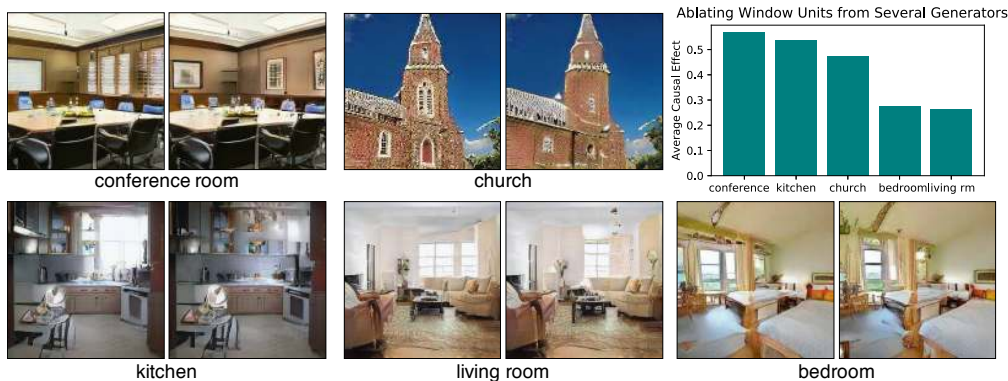 Ablating Window Units from Several Generators
Average Causal Effect
0.5
0.4
0.3
0.2
0.1
0.0
conference kitchen church bedroom living rm
conference room
church
kitchen
living room
bedroom